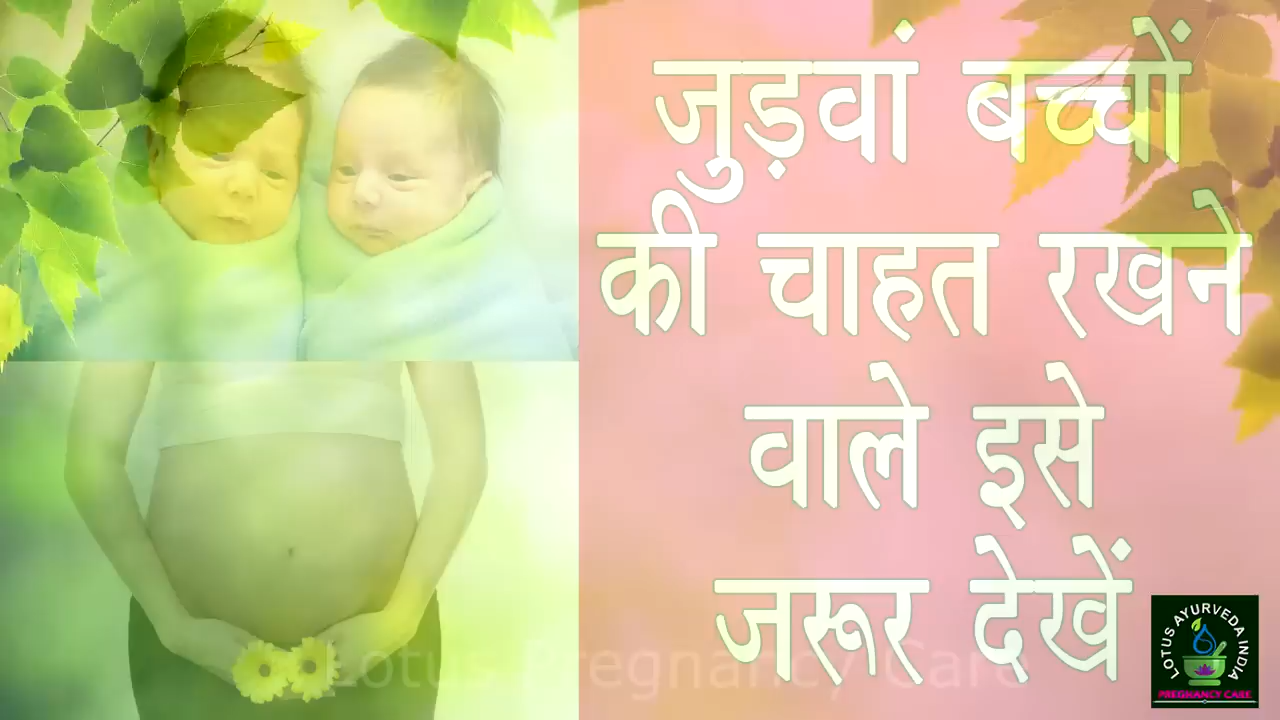 जुड़वां बच्चों
की चाहत रखने
वाले इसे
जरूर देखें
Lotus Pregnancy Care
LOTUS AYURVEDA INDIA
PREGNANCY CARE